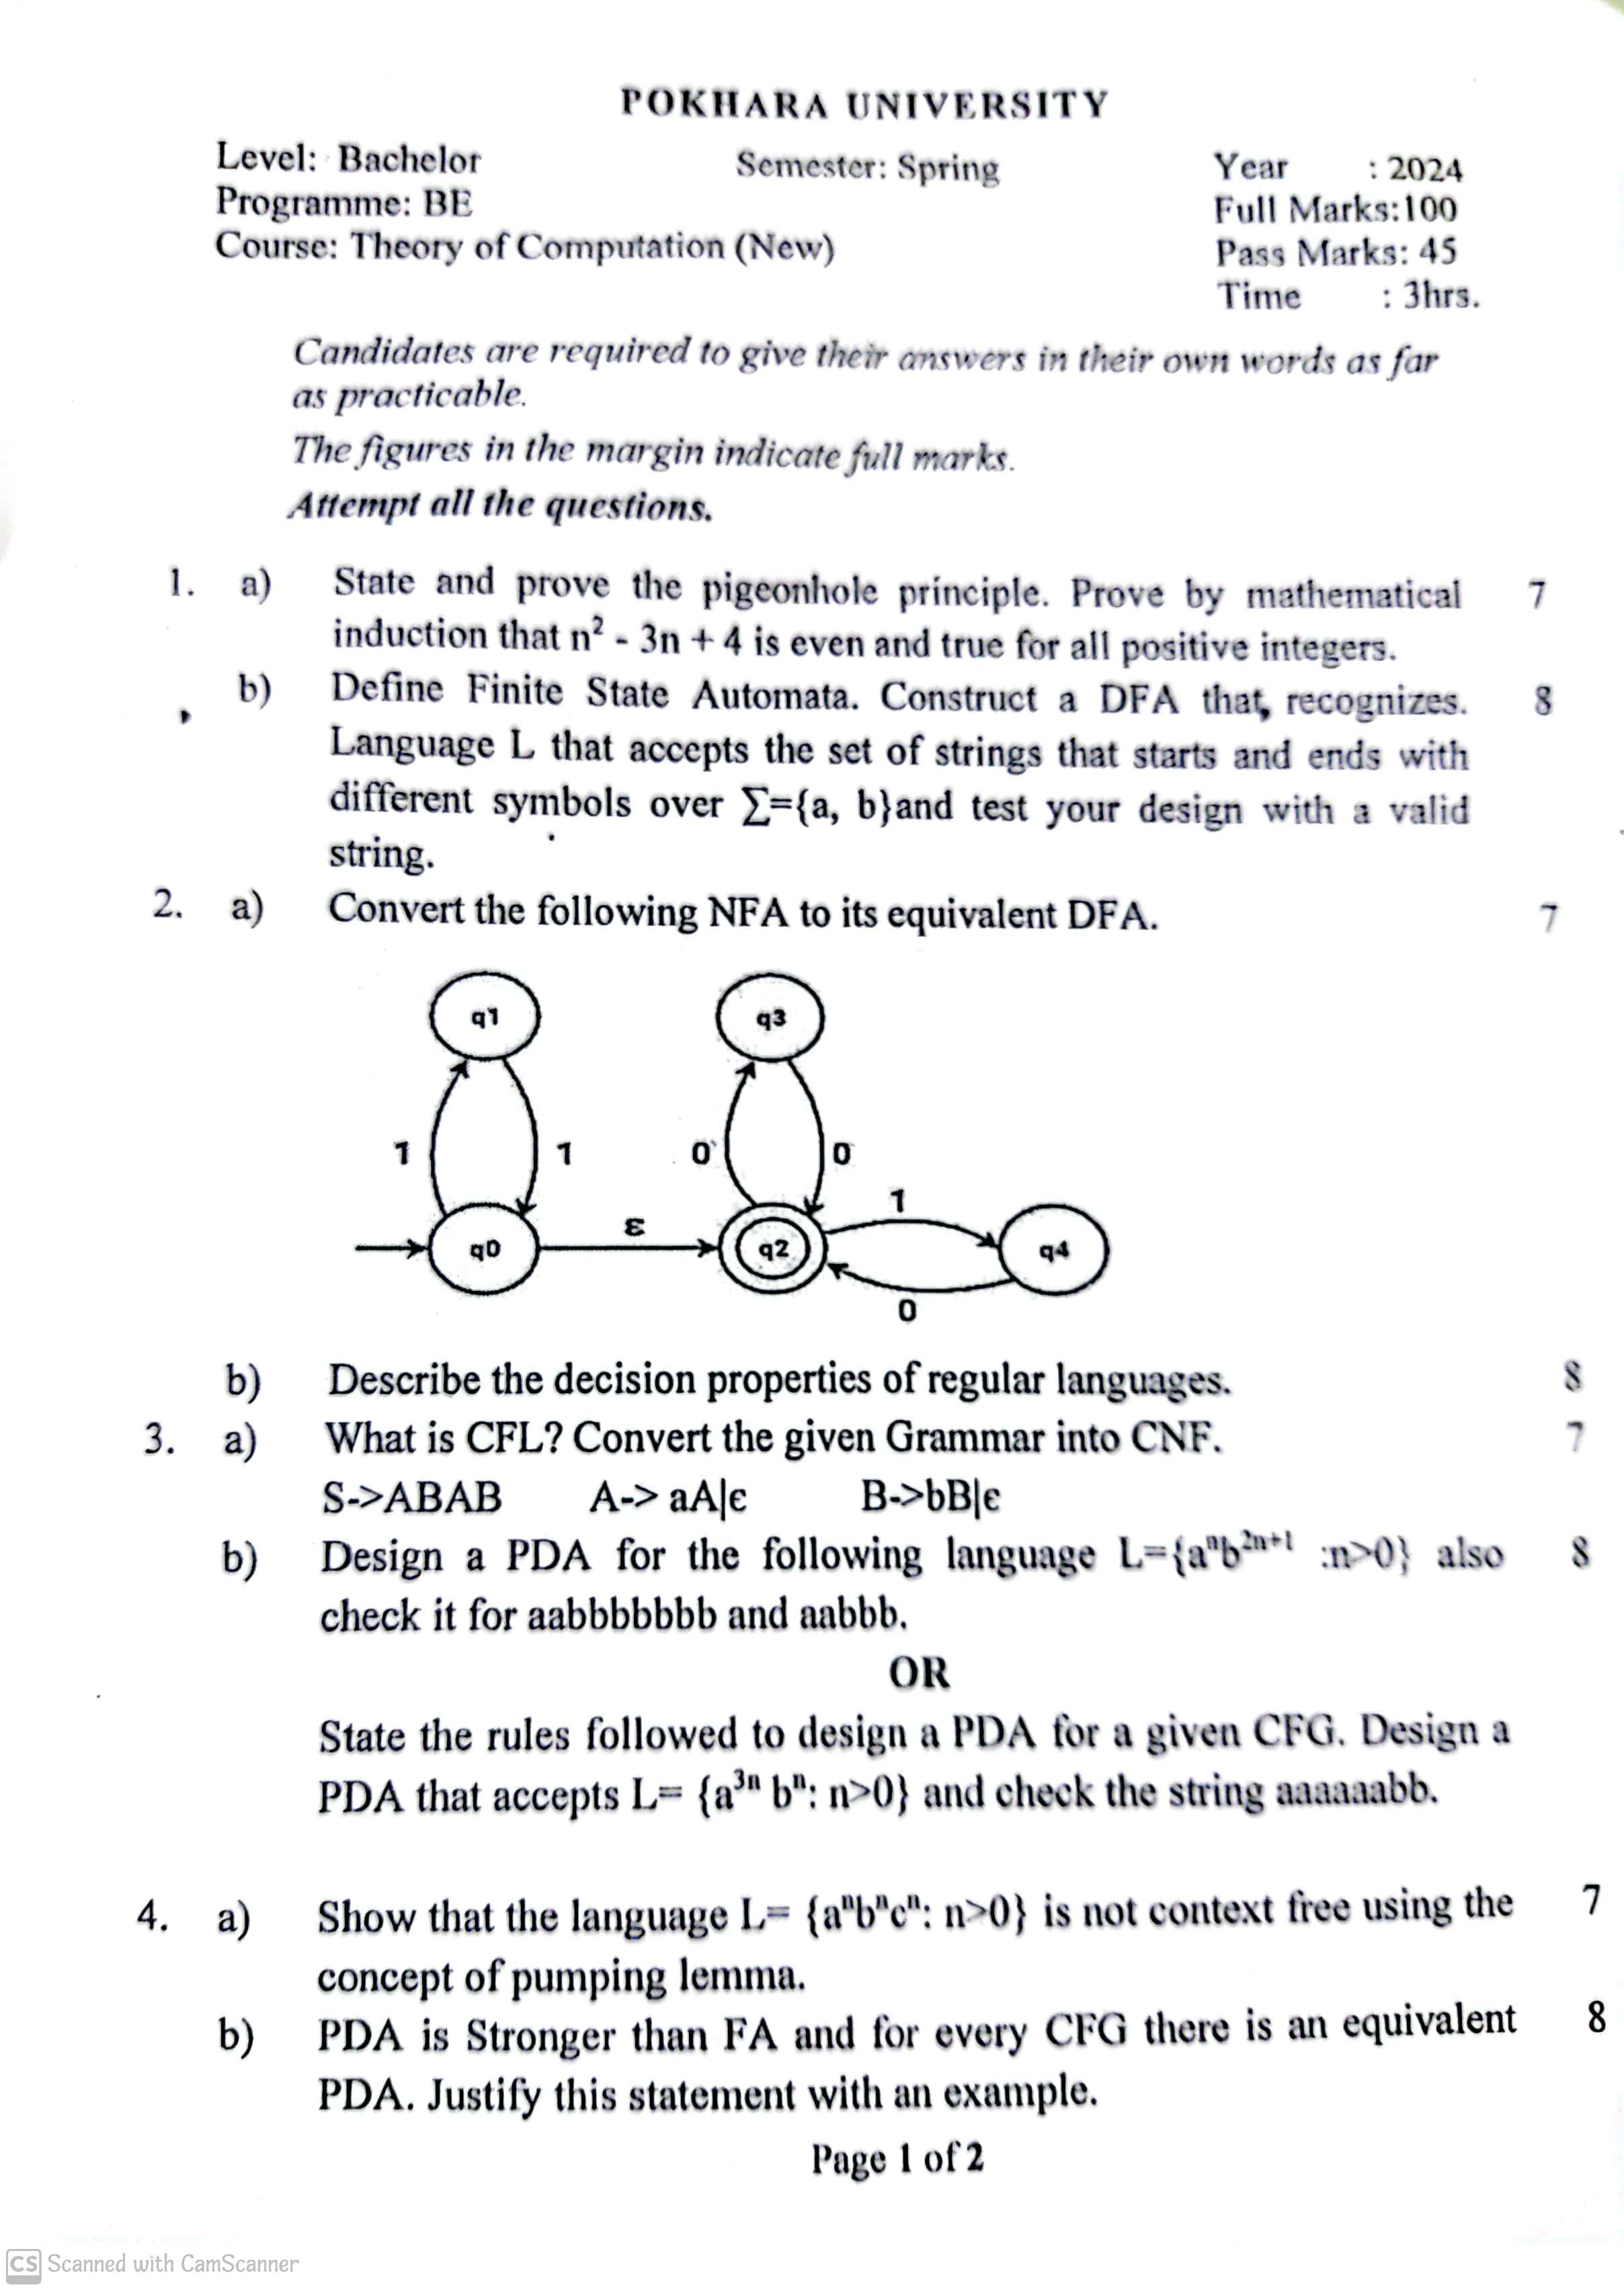 POKHARA UNIVERSITY
Level: Bachelor Semester: Spring Year : 2024
Programme: BE Full Marks:100
Course: Theory of Computation (New) Pass Marks: 45
Time : 3hrs.
Candidates are required to give their answers in their own words as far
as practicable.
The figures in the margin indicate full marks.
Attempt all the questions.
1. a) State and prove the pigeonhole principle. Prove by mathematical 7
induction that n² - 3n + 4 is even and true for all positive integers.
b) Define Finite State Automata. Construct a DFA that, recognizes. 8
Language L that accepts the set of strings that starts and ends with
different symbols over ∑={a, b}and test your design with a valid
string.
2. a) Convert the following NFA to its equivalent DFA. 7
q1 q3
1 1 0 0
1
q0 ε q2 q4
0
b) Describe the decision properties of regular languages. 8
3. a) What is CFL? Convert the given Grammar into CNF. 7
S->ABAB A-> aA|ϵ B->bB|ϵ
b) Design a PDA for the following language L={aⁿb²ⁿ⁺¹ :n>0} also 8
check it for aabbbbbbb and aabbb.
OR
State the rules followed to design a PDA for a given CFG. Design a
PDA that accepts L= {a³ⁿ bⁿ: n>0} and check the string aaaaaabb.
4. a) Show that the language L= {aⁿbⁿcⁿ: n>0} is not context free using the 7
concept of pumping lemma.
b) PDA is Stronger than FA and for every CFG there is an equivalent 8
PDA. Justify this statement with an example.
Page 1 of 2
CS Scanned with CamScanner